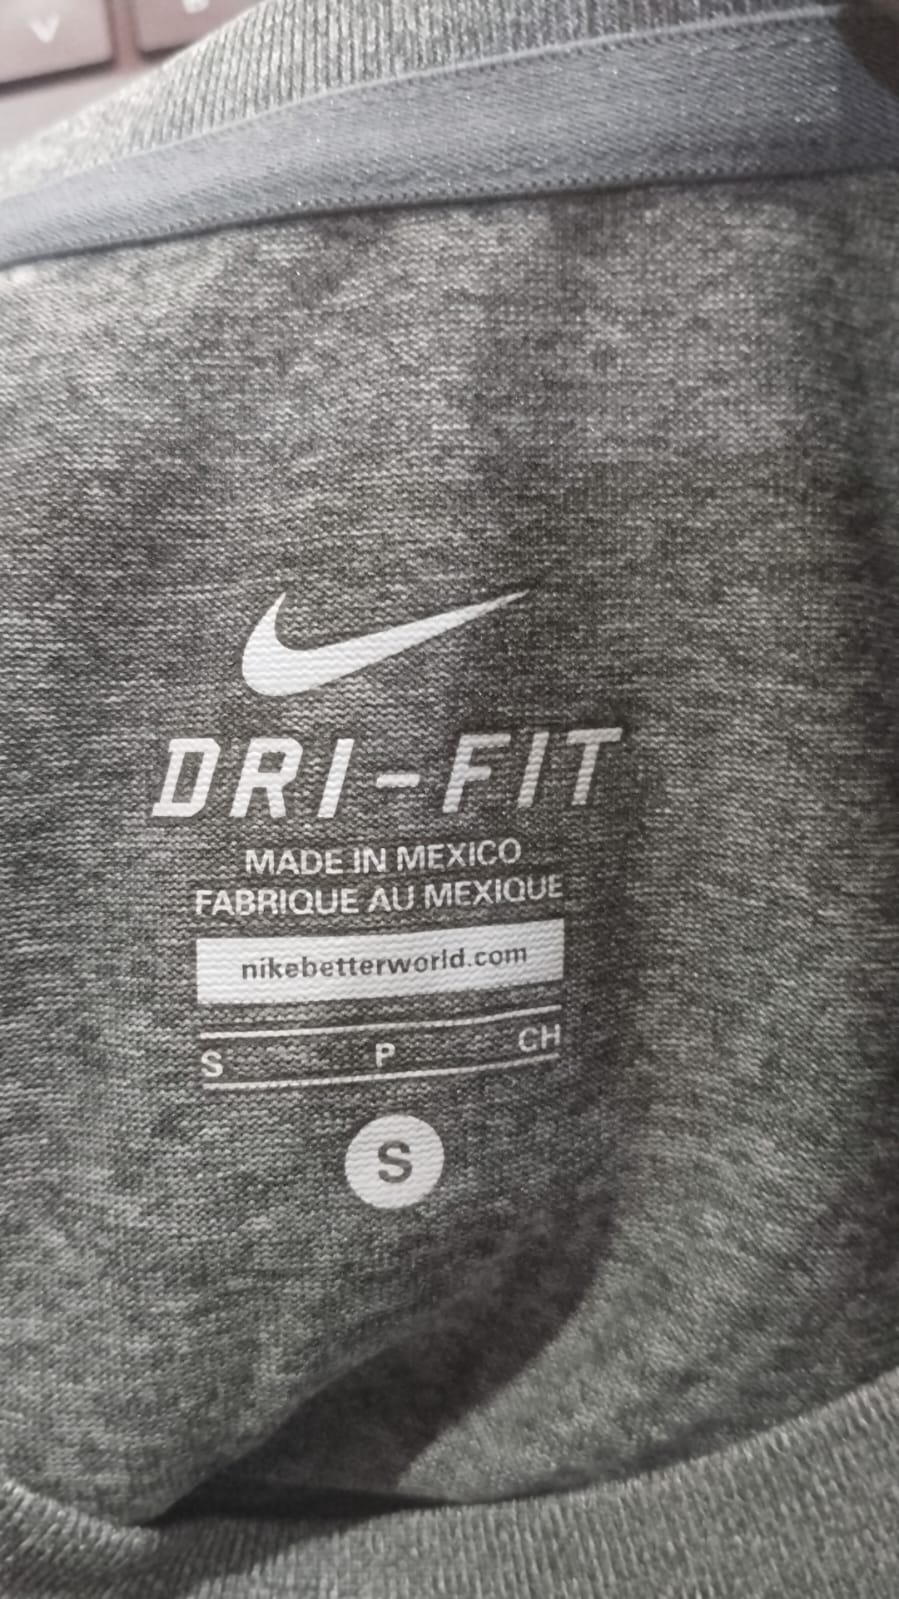 V
DRI-FIT
MADE IN MEXICO
FABRIQUE AU MEXIQUE
nikebetterworld.com
S P CH
S